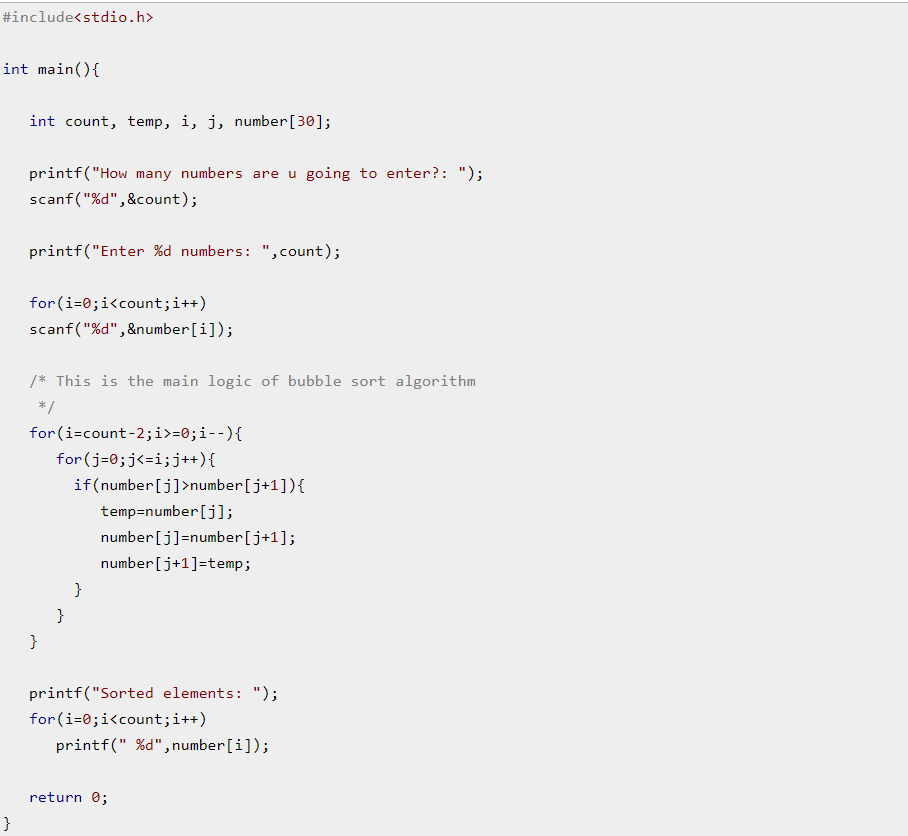 #include<stdio.h>
int main(){
int count, temp, i, j, number[30];
printf("How many numbers are u going to enter?: ");
scanf("%d",&count);
printf("Enter %d numbers: ",count);
for(i=0;i<count;i++)
scanf("%d",&number[i]);
/* This is the main logic of bubble sort algorithm
*/
for(i=count-2;i>=0;i--){
for(j=0;j<=i;j++){
if(number[j]>number[j+1]){
temp=number[j];
number[j]=number[j+1];
number[j+1]=temp;
}
}
}
printf("Sorted elements: ");
for(i=0;i<count;i++)
printf(" %d",number[i]);
return 0;
}